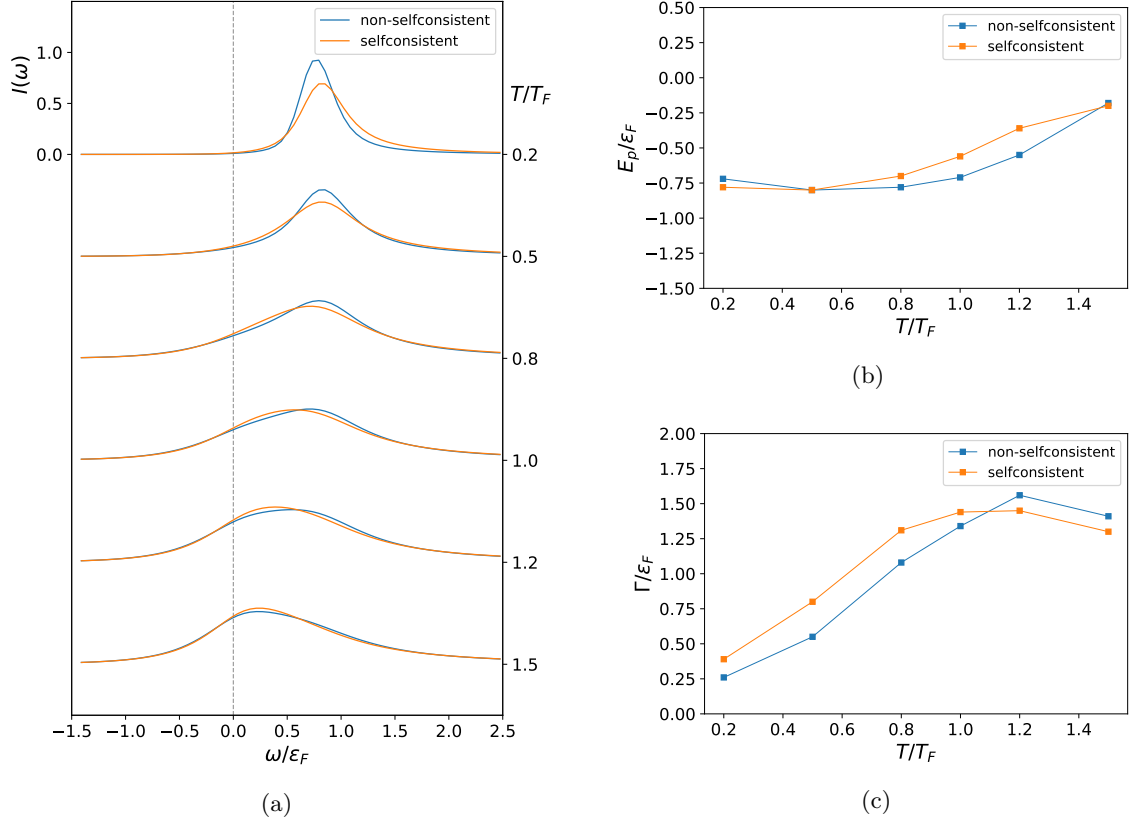 non-selfconsistent
selfconsistent
I(ω)
1.0
0.5
0.0
T/T_F
0.2
0.5
0.8
1.0
1.2
1.5
−1.5 −1.0 −0.5 0.0 0.5 1.0 1.5 2.0 2.5
ω/ε_F
(a)
non-selfconsistent
selfconsistent
E_p/ε_F
0.50
0.25
0.00
−0.25
−0.50
−0.75
−1.00
−1.25
−1.50
0.2 0.4 0.6 0.8 1.0 1.2 1.4
T/T_F
(b)
non-selfconsistent
selfconsistent
Γ/ε_F
2.00
1.75
1.50
1.25
1.00
0.75
0.50
0.25
0.00
0.2 0.4 0.6 0.8 1.0 1.2 1.4
T/T_F
(c)